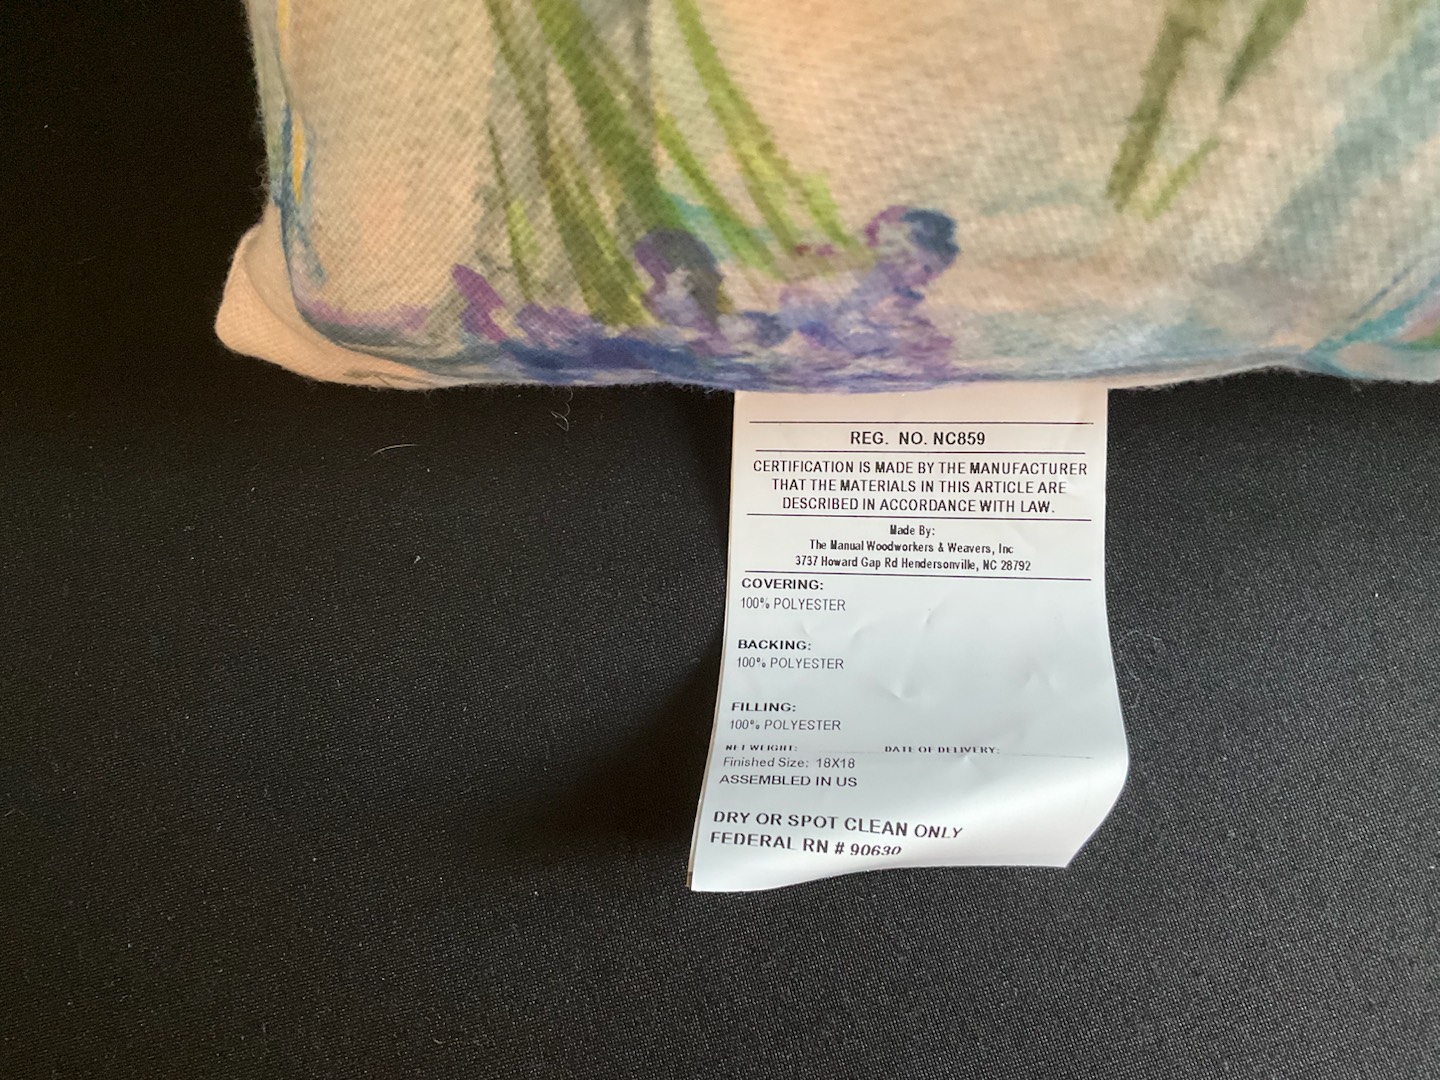 REG. NO. NC859
CERTIFICATION IS MADE BY THE MANUFACTURER
THAT THE MATERIALS IN THIS ARTICLE ARE
DESCRIBED IN ACCORDANCE WITH LAW.
Made By:
The Manual Woodworkers & Weavers, Inc
3737 Howard Gap Rd Hendersonville, NC 28792
COVERING:
100% POLYESTER
BACKING:
100% POLYESTER
FILLING:
100% POLYESTER
NET WEIGHT: DATE OF DELIVERY:
Finished Size: 18X18
ASSEMBLED IN US
DRY OR SPOT CLEAN ONLY
FEDERAL RN # 90630